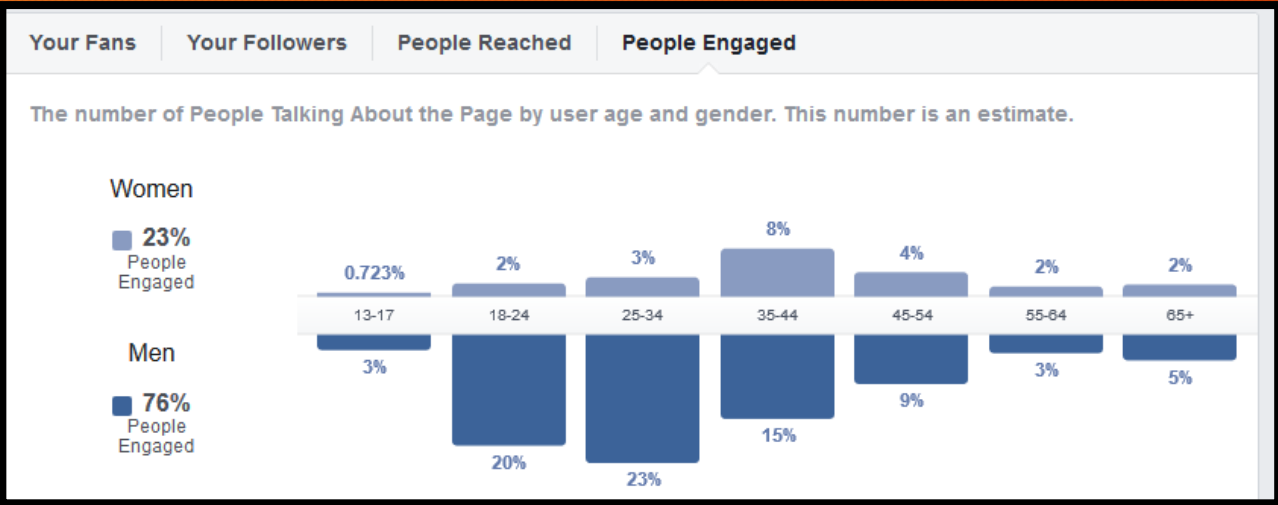 Your Fans Your Followers People Reached People Engaged
The number of People Talking About the Page by user age and gender. This number is an estimate.
Women
23%
People
Engaged
0.723% 2% 3% 8% 4% 2% 2%
13-17 18-24 25-34 35-44 45-54 55-64 65+
3% 20% 23% 15% 9% 3% 5%
Men
76%
People
Engaged